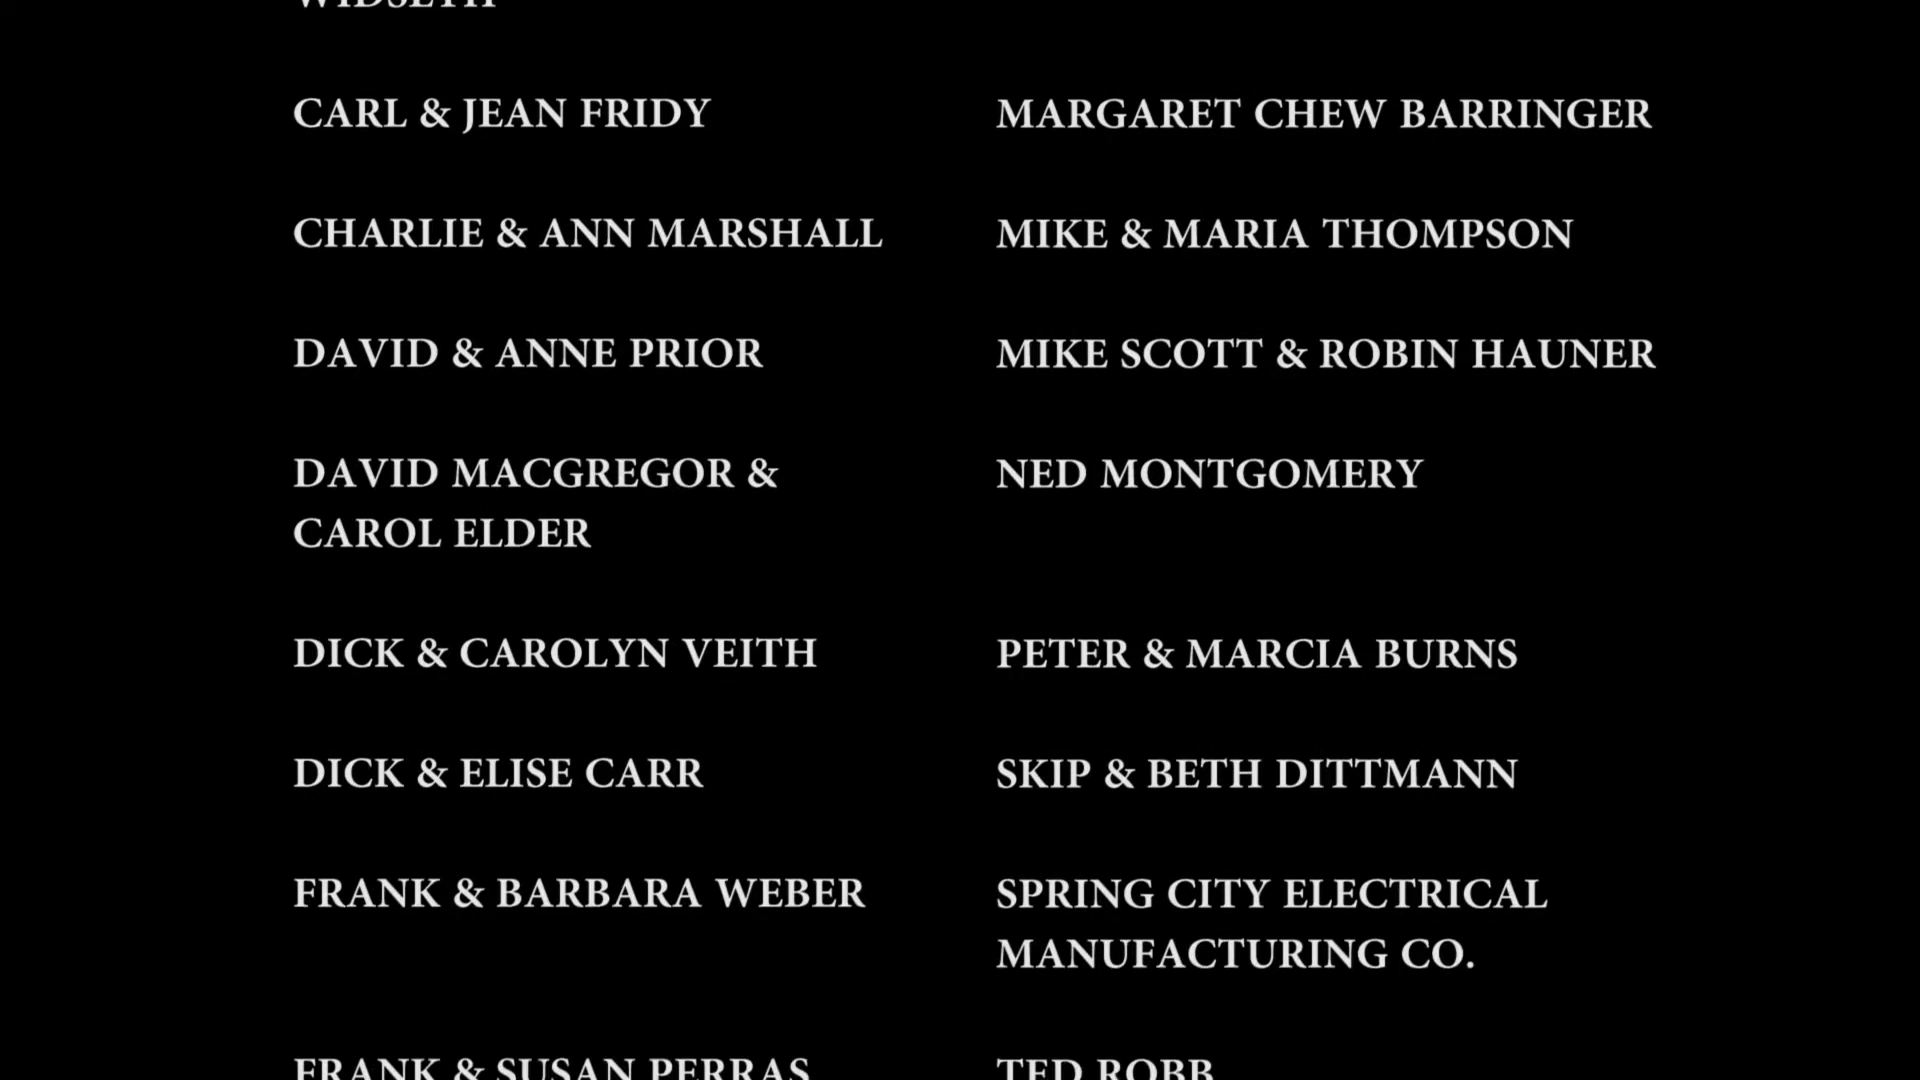 WIDSETH
CARL & JEAN FRIDY
MARGARET CHEW BARRINGER
CHARLIE & ANN MARSHALL
MIKE & MARIA THOMPSON
DAVID & ANNE PRIOR
MIKE SCOTT & ROBIN HAUNER
DAVID MACGREGOR &
CAROL ELDER
NED MONTGOMERY
DICK & CAROLYN VEITH
PETER & MARCIA BURNS
DICK & ELISE CARR
SKIP & BETH DITTMANN
FRANK & BARBARA WEBER
SPRING CITY ELECTRICAL
MANUFACTURING CO.
FRANK & SUSAN PERRAS
TED ROBB